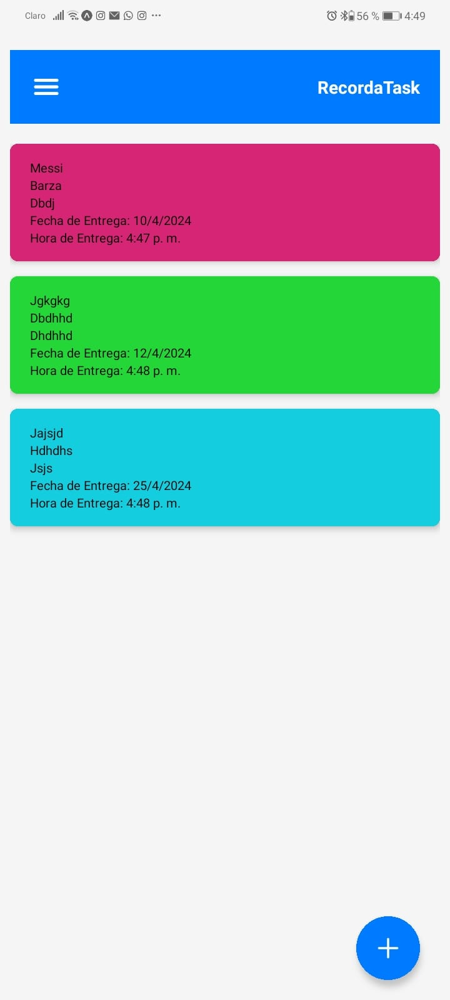 Claro 56 % 4:49
RecordaTask
Messi
Barza
Dbdj
Fecha de Entrega: 10/4/2024
Hora de Entrega: 4:47 p. m.
Jgkgkg
Dbdhhd
Dhdhhd
Fecha de Entrega: 12/4/2024
Hora de Entrega: 4:48 p. m.
Jajsjd
Hdhdhs
Jsjs
Fecha de Entrega: 25/4/2024
Hora de Entrega: 4:48 p. m.